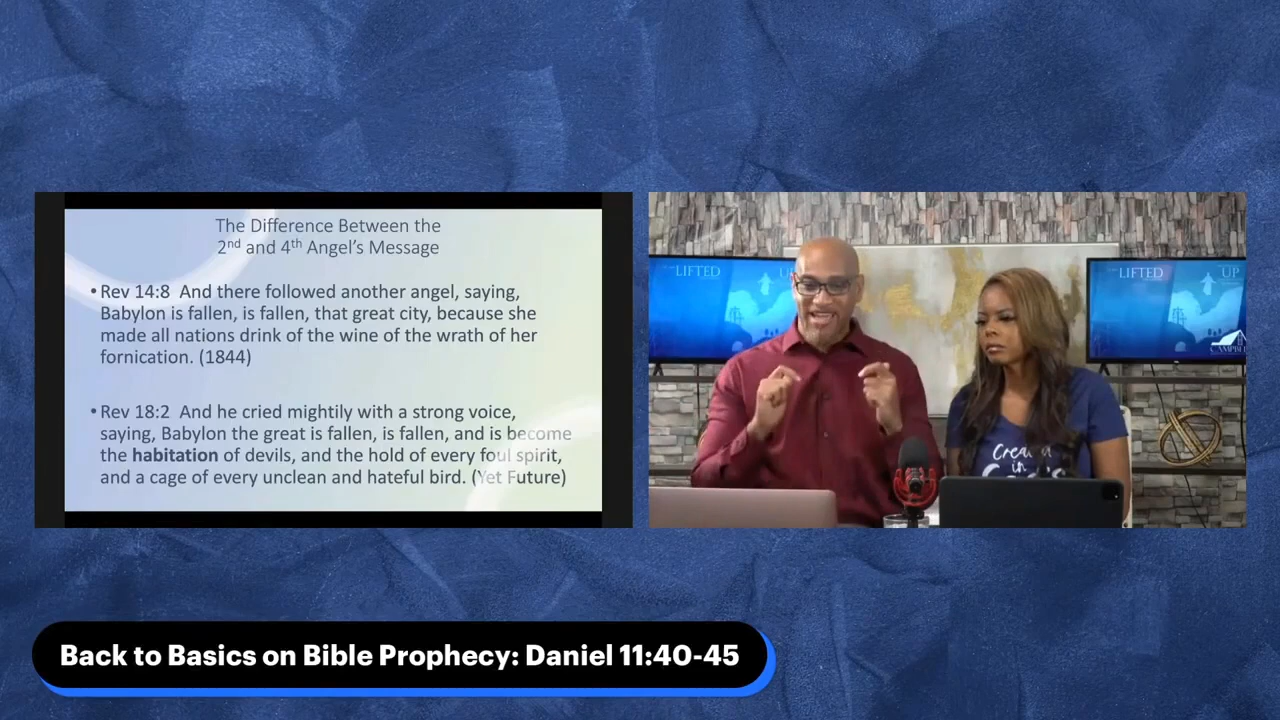 The Difference Between the
2nd and 4th Angel's Message
• Rev 14:8 And there followed another angel, saying,
Babylon is fallen, is fallen, that great city, because she
made all nations drink of the wine of the wrath of her
fornication. (1844)
• Rev 18:2 And he cried mightily with a strong voice,
saying, Babylon the great is fallen, is fallen, and is become
the habitation of devils, and the hold of every foul spirit,
and a cage of every unclean and hateful bird. (Yet Future)
LIFTED
LIFTED UP
Created
in
Back to Basics on Bible Prophecy: Daniel 11:40-45